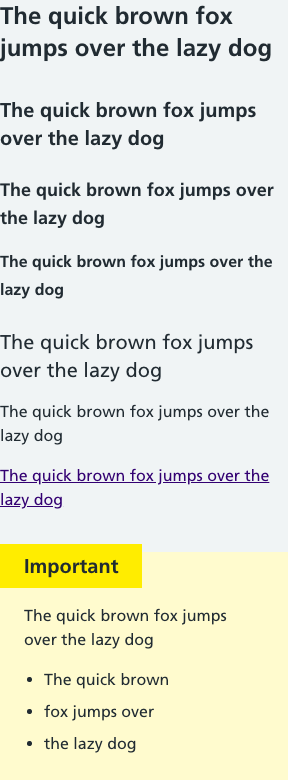 The quick brown fox
jumps over the lazy dog
The quick brown fox jumps
over the lazy dog
The quick brown fox jumps over
the lazy dog
The quick brown fox jumps over the
lazy dog
The quick brown fox jumps
over the lazy dog
The quick brown fox jumps over the
lazy dog
The quick brown fox jumps over the
lazy dog
Important
The quick brown fox jumps
over the lazy dog
• The quick brown
• fox jumps over
• the lazy dog